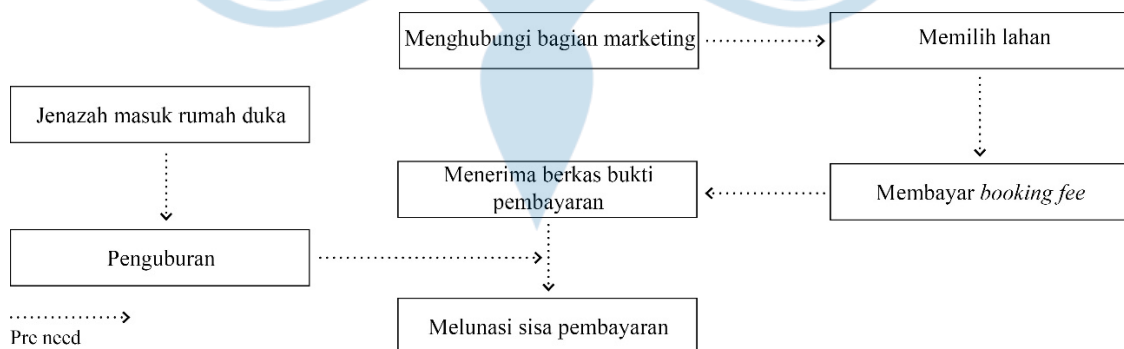 Menghubungi bagian marketing
Memilih lahan
Jenazah masuk rumah duka
Menerima berkas bukti
pembayaran
Membayar booking fee
Penguburan
Melunasi sisa pembayaran
Pre need